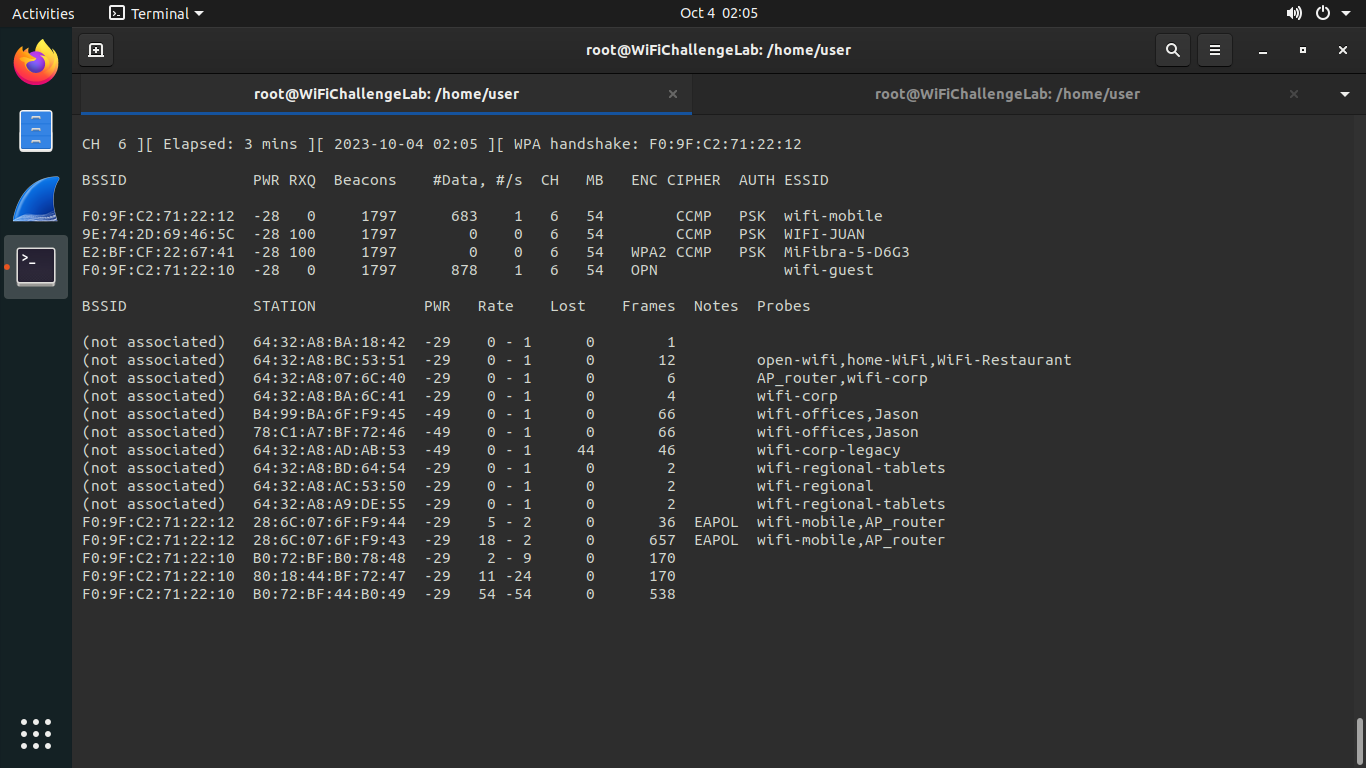 Activities Terminal Oct 4 02:05
root@WiFiChallengeLab: /home/user
root@WiFiChallengeLab: /home/user × root@WiFiChallengeLab: /home/user ×
CH 6 ][ Elapsed: 3 mins ][ 2023-10-04 02:05 ][ WPA handshake: F0:9F:C2:71:22:12
BSSID PWR RXQ Beacons #Data, #/s CH MB ENC CIPHER AUTH ESSID
F0:9F:C2:71:22:12 -28 0 1797 683 1 6 54 CCMP PSK wifi-mobile
9E:74:2D:69:46:5C -28 100 1797 0 0 6 54 CCMP PSK WIFI-JUAN
E2:BF:CF:22:67:41 -28 100 1797 0 0 6 54 WPA2 CCMP PSK MiFibra-5-D6G3
F0:9F:C2:71:22:10 -28 0 1797 878 1 6 54 OPN wifi-guest
BSSID STATION PWR Rate Lost Frames Notes Probes
(not associated) 64:32:A8:BA:18:42 -29 0 - 1 0 1
(not associated) 64:32:A8:BC:53:51 -29 0 - 1 0 12 open-wifi,home-WiFi,WiFi-Restaurant
(not associated) 64:32:A8:07:6C:40 -29 0 - 1 0 6 AP_router,wifi-corp
(not associated) 64:32:A8:BA:6C:41 -29 0 - 1 0 4 wifi-corp
(not associated) B4:99:BA:6F:F9:45 -49 0 - 1 0 66 wifi-offices,Jason
(not associated) 78:C1:A7:BF:72:46 -49 0 - 1 0 66 wifi-offices,Jason
(not associated) 64:32:A8:AD:AB:53 -49 0 - 1 44 46 wifi-corp-legacy
(not associated) 64:32:A8:BD:64:54 -29 0 - 1 0 2 wifi-regional-tablets
(not associated) 64:32:A8:AC:53:50 -29 0 - 1 0 2 wifi-regional
(not associated) 64:32:A8:A9:DE:55 -29 0 - 1 0 2 wifi-regional-tablets
F0:9F:C2:71:22:12 28:6C:07:6F:F9:44 -29 5 - 2 0 36 EAPOL wifi-mobile,AP_router
F0:9F:C2:71:22:12 28:6C:07:6F:F9:43 -29 18 - 2 0 657 EAPOL wifi-mobile,AP_router
F0:9F:C2:71:22:10 B0:72:BF:B0:78:48 -29 2 - 9 0 170
F0:9F:C2:71:22:10 80:18:44:BF:72:47 -29 11 -24 0 170
F0:9F:C2:71:22:10 B0:72:BF:44:B0:49 -29 54 -54 0 538